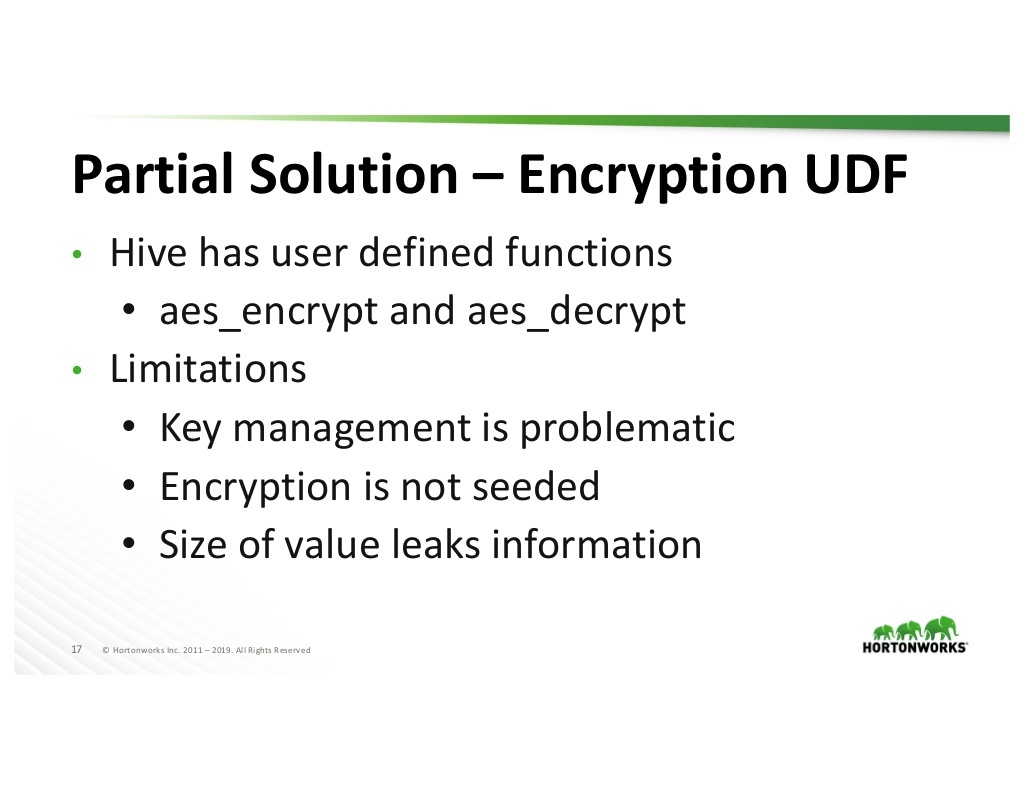 Partial Solution – Encryption UDF
• Hive has user defined functions
• aes_encrypt and aes_decrypt
• Limitations
• Key management is problematic
• Encryption is not seeded
• Size of value leaks information
17 © Hortonworks Inc. 2011 – 2019. All Rights Reserved
HORTONWORKS